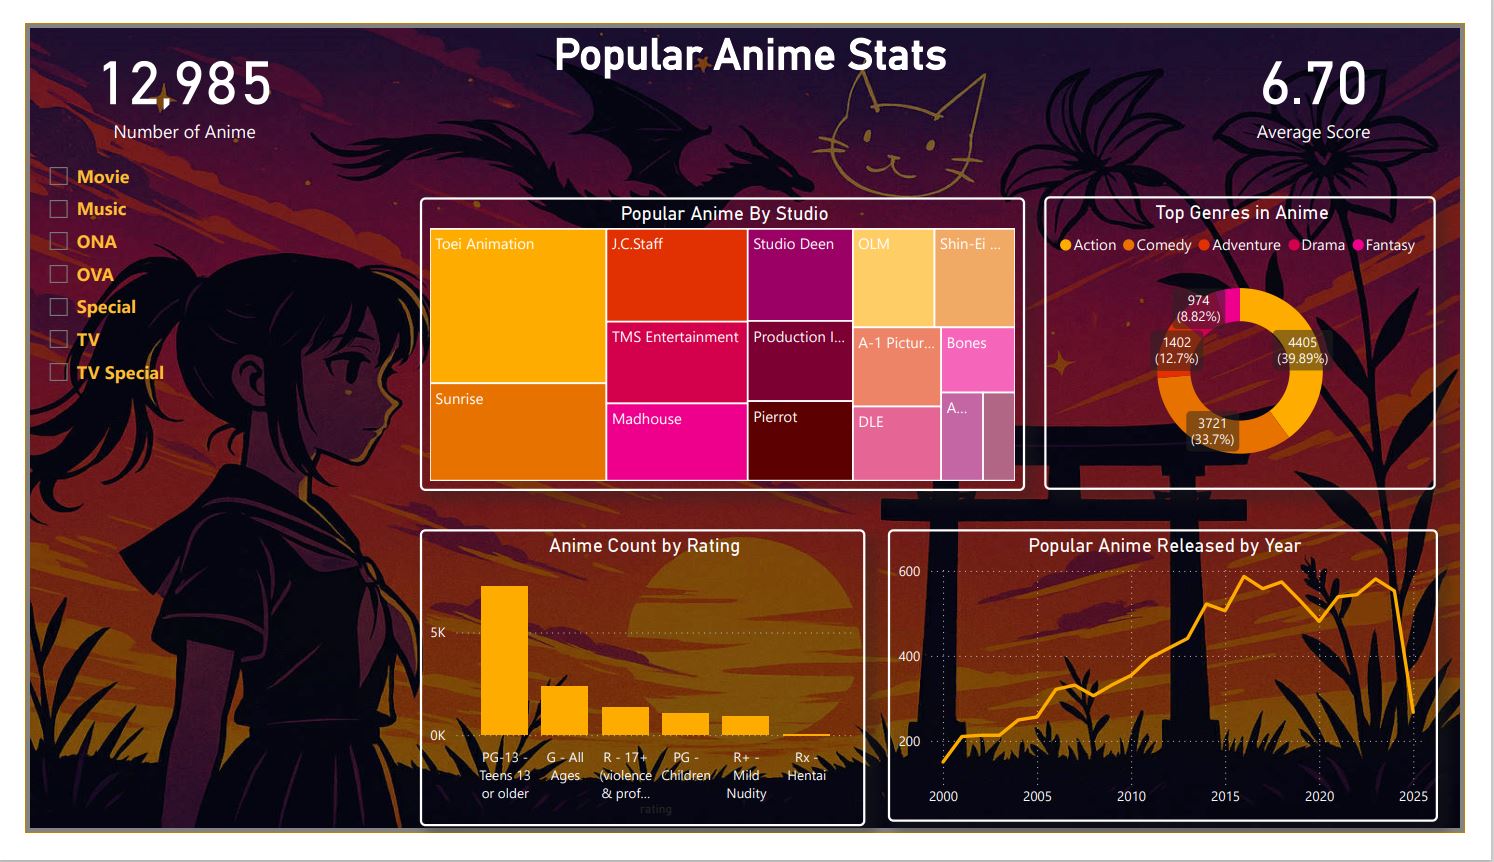 Popular Anime Stats
12,985
Number of Anime
6.70
Average Score
Movie
Music
ONA
OVA
Special
TV
TV Special
Popular Anime By Studio
Toei Animation
Sunrise
J.C.Staff
TMS Entertainment
Madhouse
Studio Deen
Production I...
Pierrot
OLM
Shin-Ei ...
A-1 Pictur...
Bones
DLE
A...
Top Genres in Anime
Action Comedy Adventure Drama Fantasy
974
(8.82%)
1402
(12.7%)
4405
(39.89%)
3721
(33.7%)
Anime Count by Rating
5K
0K
PG-13 -
Teens 13
or older
G - All
Ages
R - 17+
(violence
& prof...
PG -
Children
R+ -
Mild
Nudity
Rx -
Hentai
rating
Popular Anime Released by Year
600
400
200
2000 2005 2010 2015 2020 2025